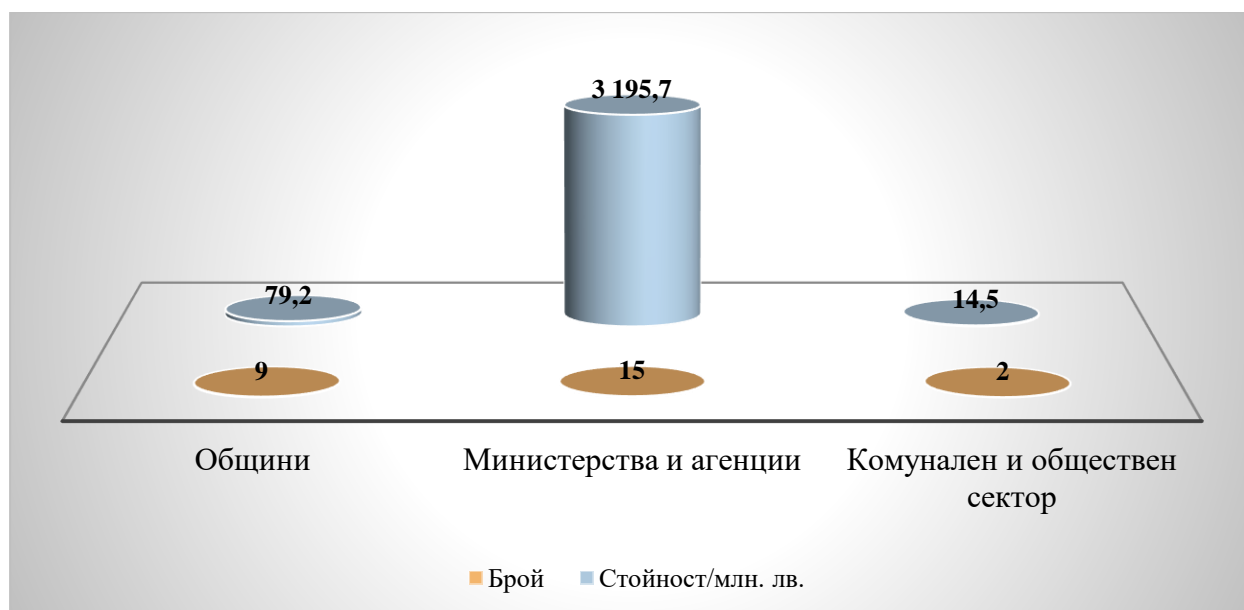 3 195,7
79,2
14,5
9
15
2
Общини
Министерства и агенции
Комунален и обществен
сектор
Брой
Стойност/млн. лв.